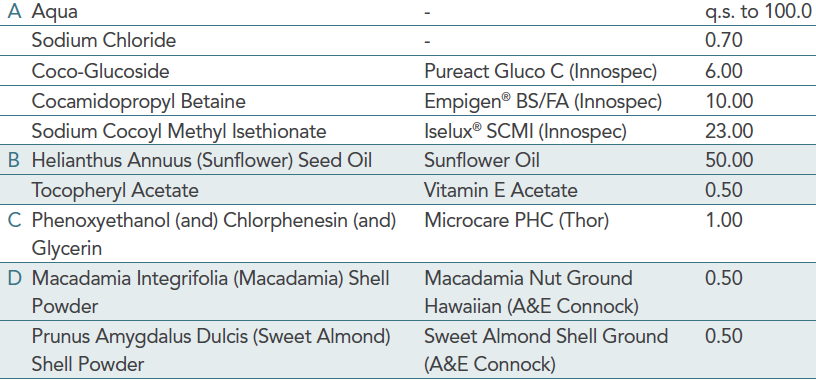 A Aqua - q.s. to 100.0
Sodium Chloride - 0.70
Coco-Glucoside Pureact Gluco C (Innospec) 6.00
Cocamidopropyl Betaine Empigen® BS/FA (Innospec) 10.00
Sodium Cocoyl Methyl Isethionate Iselux® SCMI (Innospec) 23.00
B Helianthus Annuus (Sunflower) Seed Oil Sunflower Oil 50.00
Tocopheryl Acetate Vitamin E Acetate 0.50
C Phenoxyethanol (and) Chlorphenesin (and) Microcare PHC (Thor) 1.00
Glycerin
D Macadamia Integrifolia (Macadamia) Shell Macadamia Nut Ground 0.50
Powder Hawaiian (A&E Connock)
Prunus Amygdalus Dulcis (Sweet Almond) Sweet Almond Shell Ground 0.50
Shell Powder (A&E Connock)